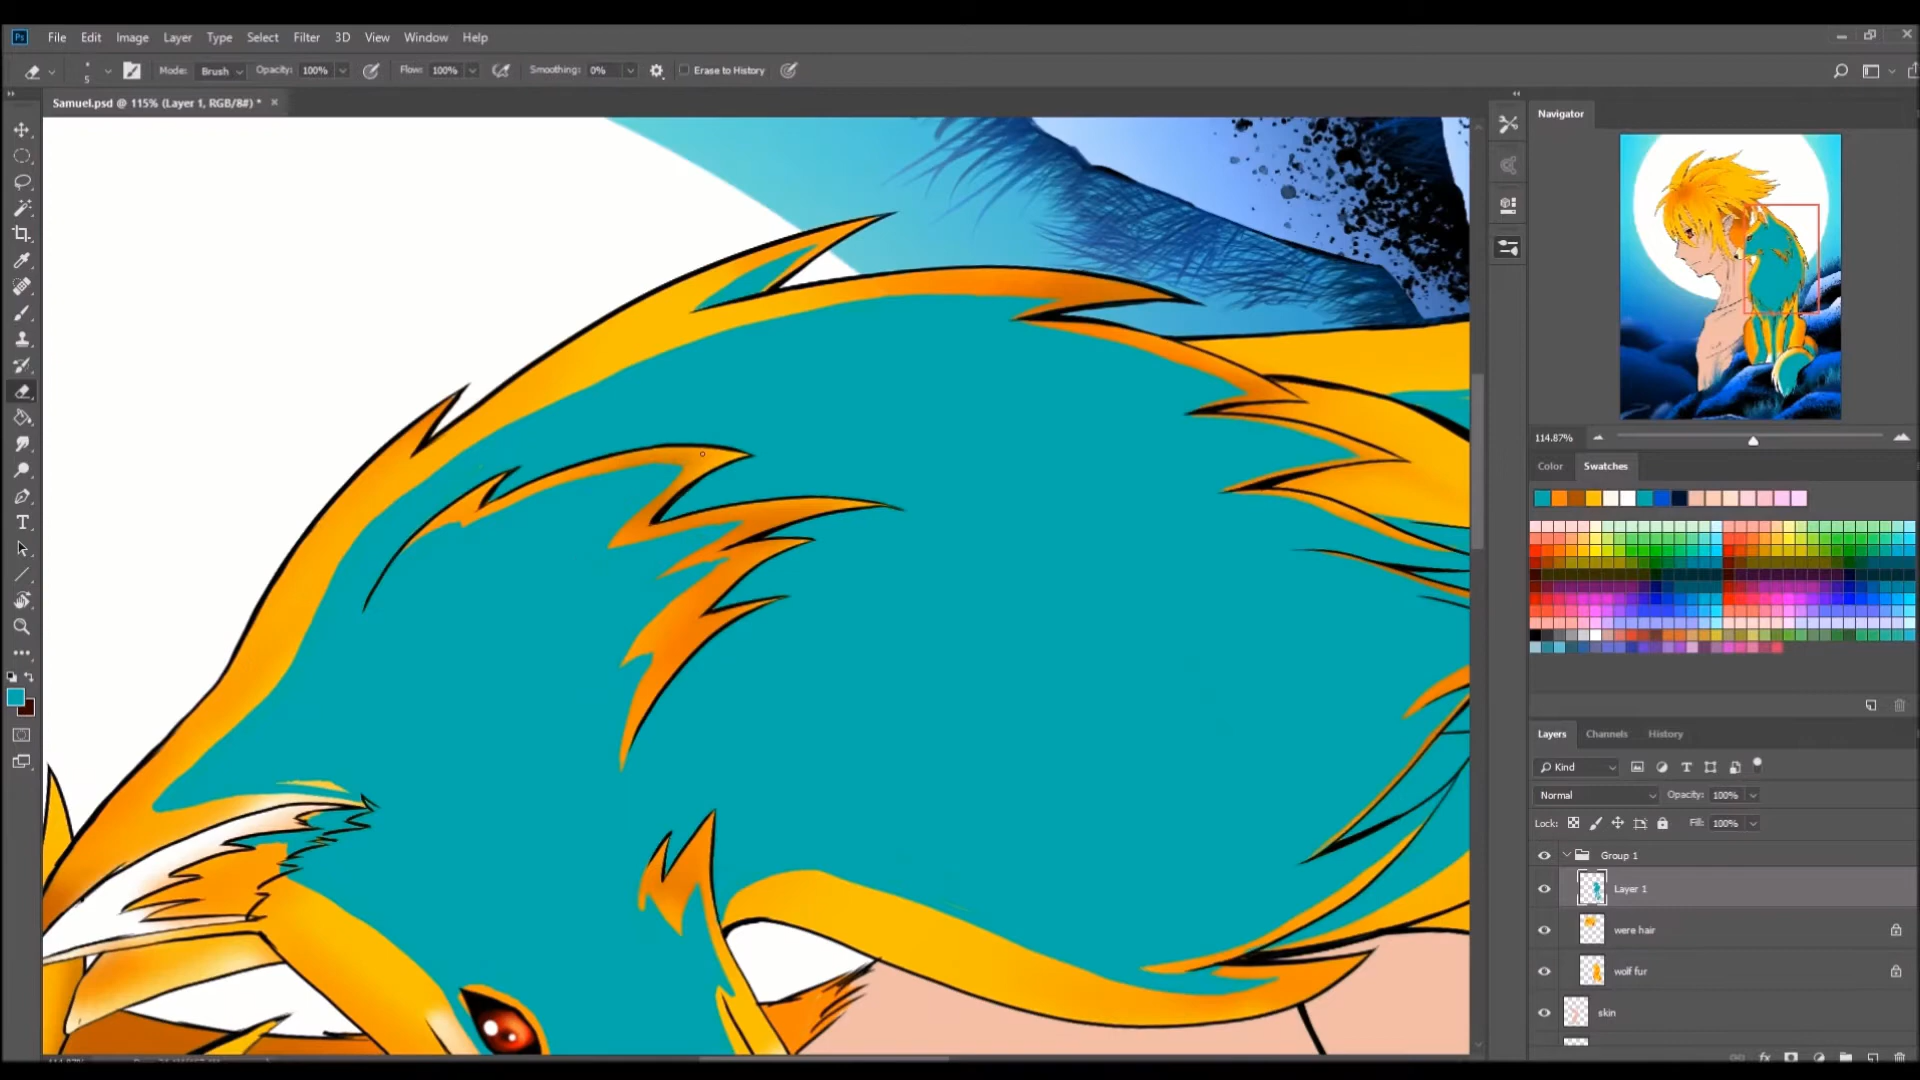 Ps File Edit Image Layer Type Select Filter 3D View Window Help
5 Mode: Brush Opacity: 100% Flow: 100% Smoothing: 0% Erase to History
Samuel.psd @ 115% (Layer 1, RGB/8#) * ×
Navigator
114.87%
Color Swatches
Layers Channels History
Kind
Normal Opacity: 100%
Lock: Fill: 100%
Group 1
Layer 1
were hair
wolf fur
skin